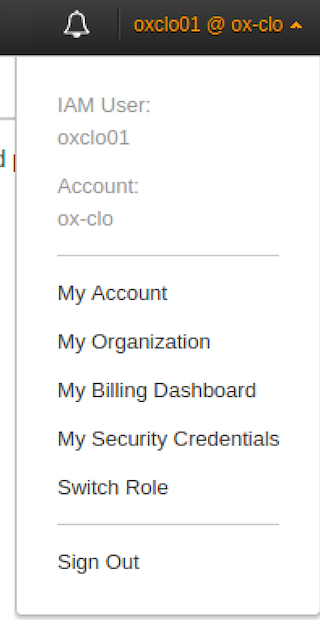 oxclo01 @ ox-clo
IAM User:
oxclo01
Account:
ox-clo
My Account
My Organization
My Billing Dashboard
My Security Credentials
Switch Role
Sign Out